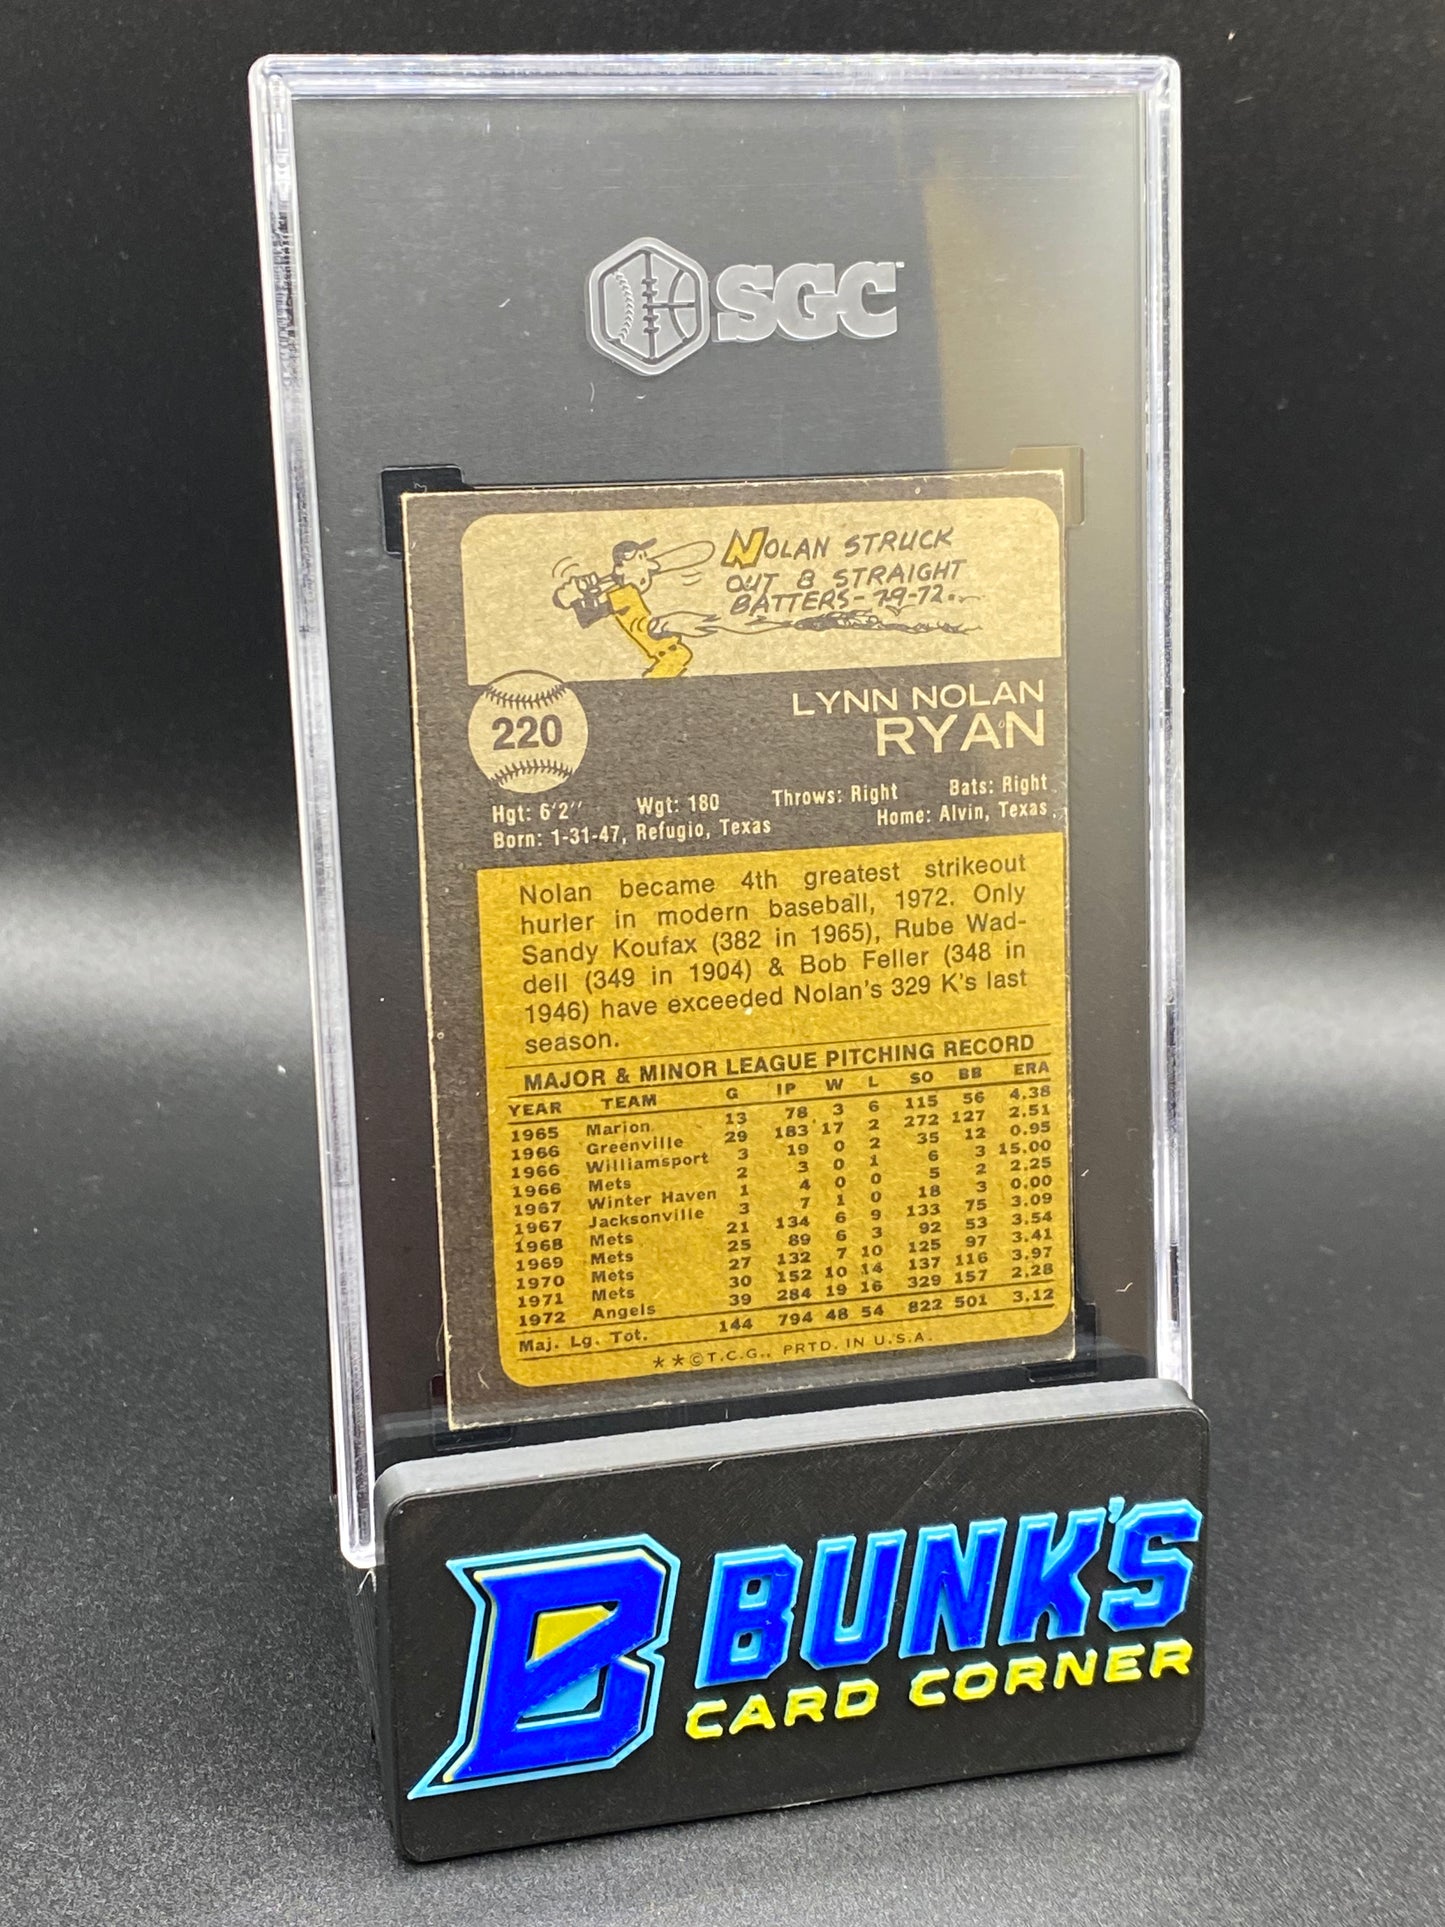 SGC
NOLAN STRUCK
OUT 8 STRAIGHT
BATTERS-7-9-72...
220
LYNN NOLAN
RYAN
Hgt: 6'2" Wgt: 180 Throws: Right Bats: Right
Born: 1-31-47, Refugio, Texas Home: Alvin, Texas
Nolan became 4th greatest strikeout
hurler in modern baseball, 1972. Only
Sandy Koufax (382 in 1965), Rube Wad-
dell (349 in 1904) & Bob Feller (348 in
1946) have exceeded Nolan's 329 K's last
season.
MAJOR & MINOR LEAGUE PITCHING RECORD
YEAR TEAM G IP W L SO BB ERA
1965 Marion 13 78 3 6 115 56 4.38
1966 Greenville 29 183 17 2 272 127 2.51
1966 Williamsport 3 19 0 2 35 12 0.95
1966 Mets 2 3 0 1 6 3 15.00
1967 Winter Haven 1 4 0 0 5 2 2.25
1967 Jacksonville 3 7 1 0 18 3 0.00
1968 Mets 21 134 6 9 133 75 3.09
1969 Mets 25 89 6 3 92 53 3.54
1970 Mets 27 132 7 10 125 97 3.41
1971 Mets 30 152 10 14 137 116 3.97
1972 Angels 39 284 19 16 329 157 2.28
Maj. Lg. Tot. 144 794 48 54 822 501 3.12
**©T.C.G., PRTD. IN U.S.A.
B BUNK'S
CARD CORNER